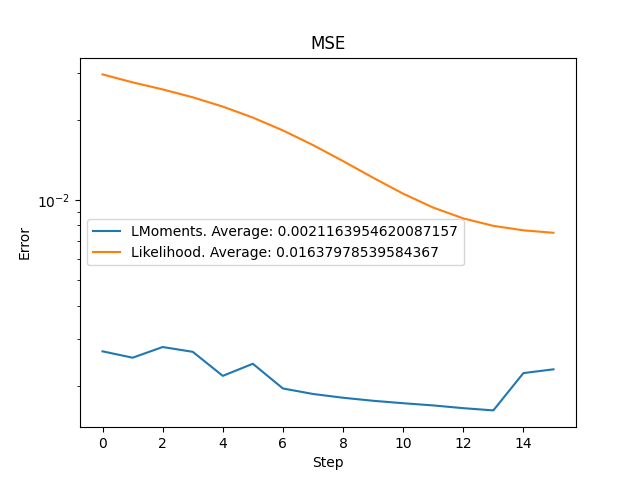 MSE
10⁻²
Error
LMoments. Average: 0.0021163954620087157
Likelihood. Average: 0.01637978539584367
0 2 4 6 8 10 12 14
Step